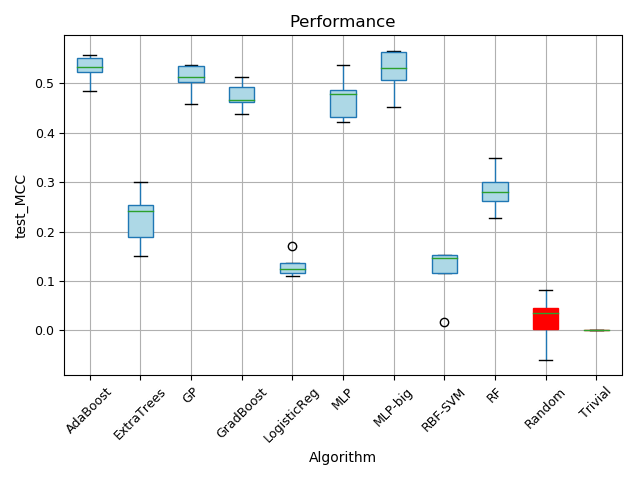 Performance
test_MCC
0.5
0.4
0.3
0.2
0.1
0.0
AdaBoost
ExtraTrees
GP
GradBoost
LogisticReg
MLP
MLP-big
RBF-SVM
RF
Random
Trivial
Algorithm